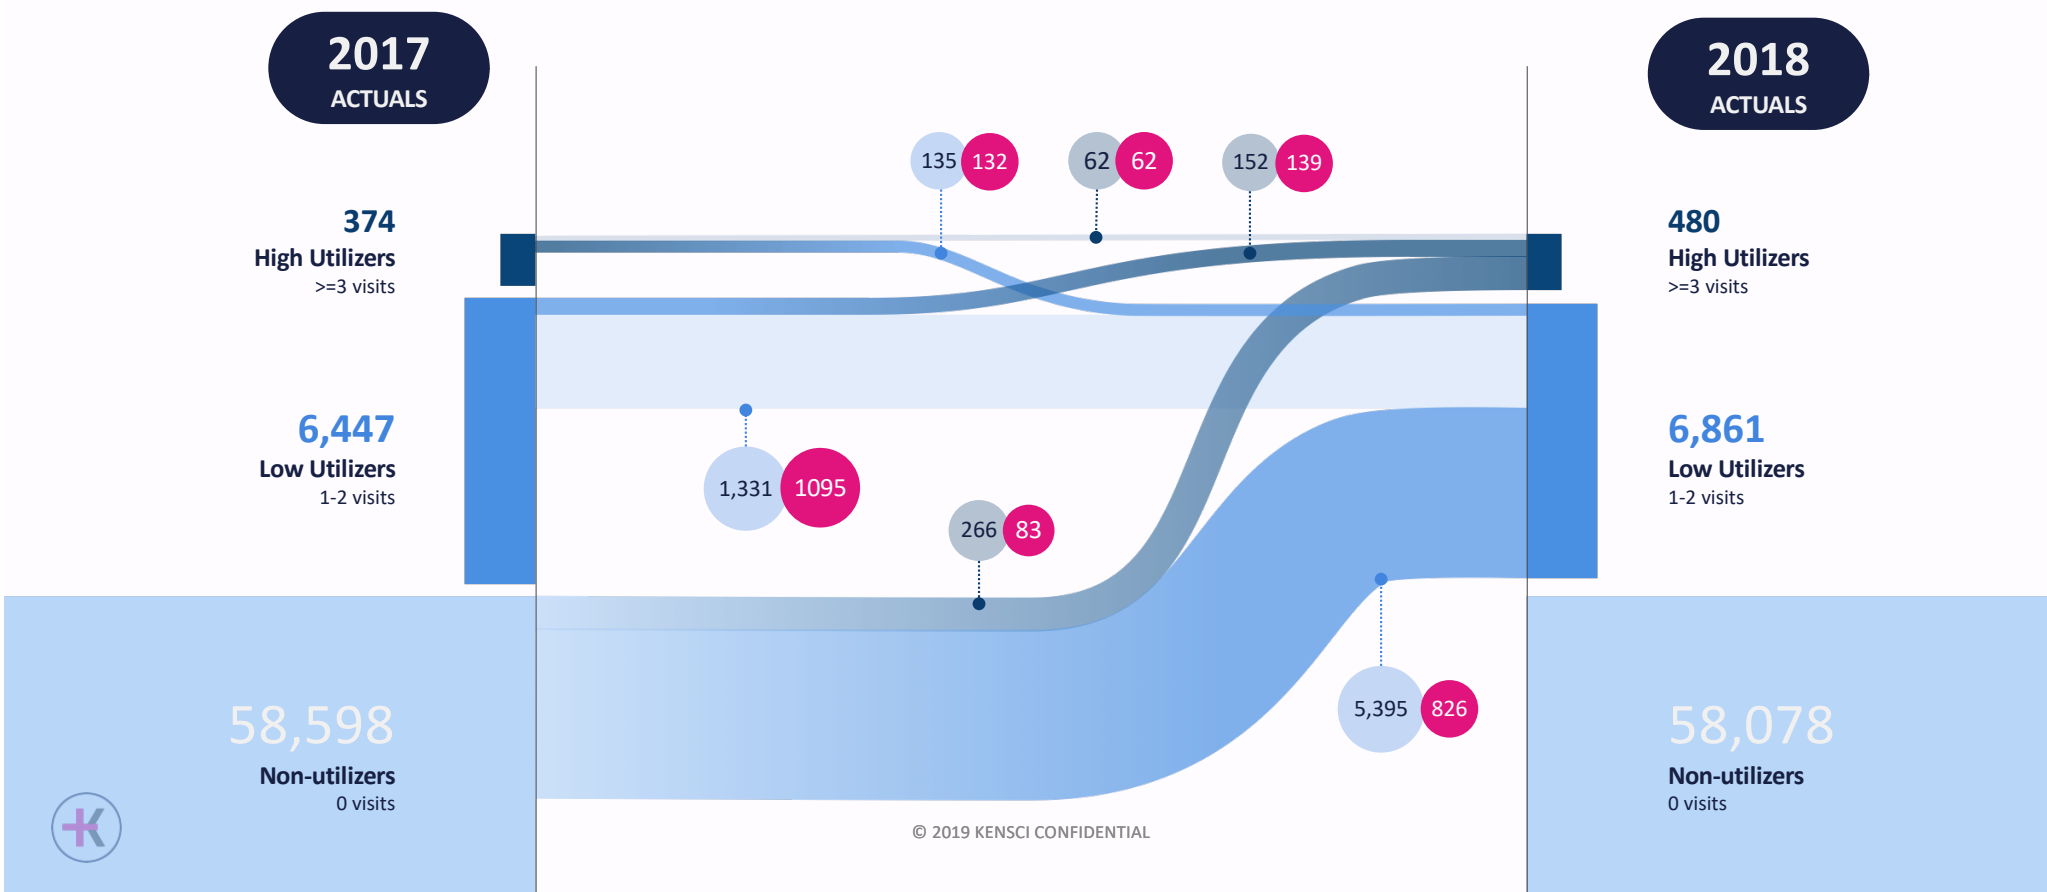 2017
ACTUALS
2018
ACTUALS
135 132
62 62
152 139
374
High Utilizers
>=3 visits
480
High Utilizers
>=3 visits
6,447
Low Utilizers
1-2 visits
6,861
Low Utilizers
1-2 visits
1,331 1095
266 83
5,395 826
58,598
Non-utilizers
0 visits
58,078
Non-utilizers
0 visits
© 2019 KENSCI CONFIDENTIAL